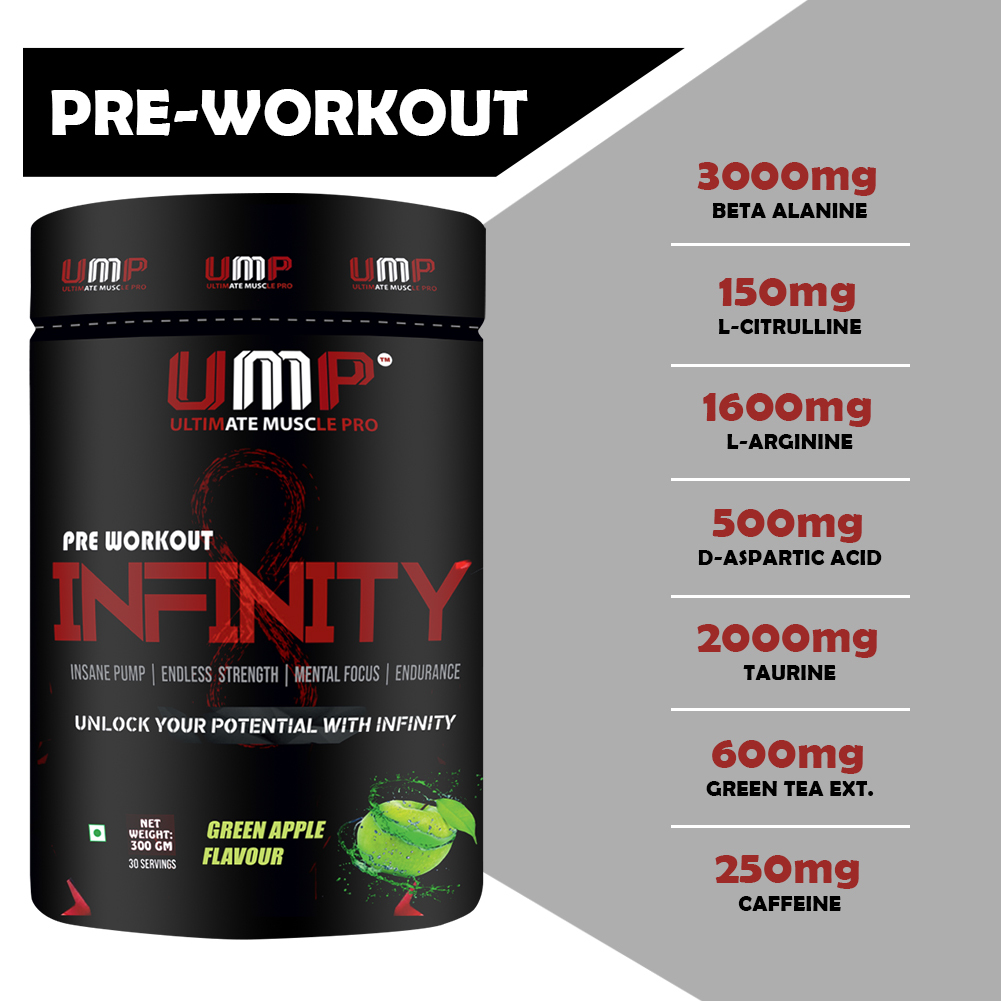 PRE-WORKOUT
UMP
ULTIMATE MUSCLE PRO
UMP
ULTIMATE MUSCLE PRO
UMP
ULTIMATE MUSCLE PRO
UMP™
ULTIMATE MUSCLE PRO
PRE WORKOUT
INFINITY
INSANE PUMP | ENDLESS STRENGTH | MENTAL FOCUS | ENDURANCE
UNLOCK YOUR POTENTIAL WITH INFINITY
NET
WEIGHT:
300 GM
30 SERVINGS
GREEN APPLE
FLAVOUR
3000mg
BETA ALANINE
150mg
L-CITRULLINE
1600mg
L-ARGININE
500mg
D-ASPARTIC ACID
2000mg
TAURINE
600mg
GREEN TEA EXT.
250mg
CAFFEINE